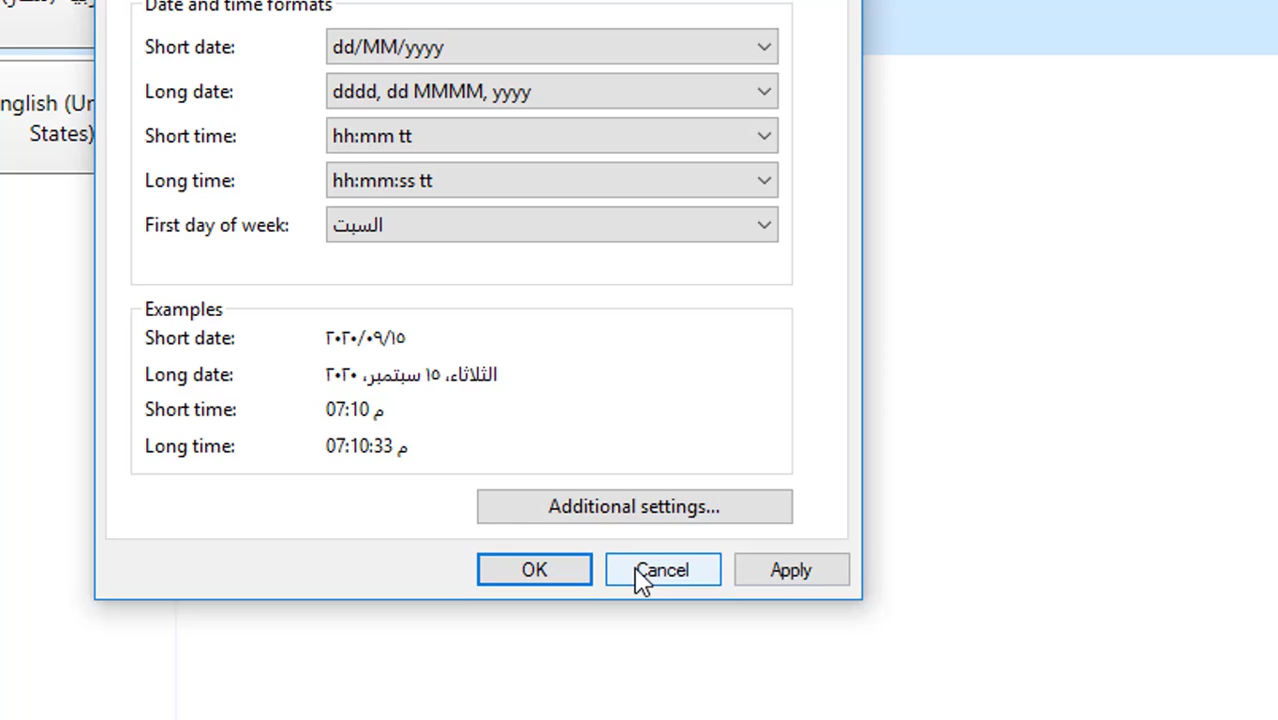 Date and time formats
Short date: dd/MM/yyyy
Long date: dddd, dd MMMM, yyyy
nglish (Un
States)
Short time: hh:mm tt
Long time: hh:mm:ss tt
First day of week: السبت
Examples
Short date: ٢٠٢٠/٠٩/١٥
Long date: الثلاثاء، ١٥ سبتمبر، ٢٠٢٠
Short time: 07:10 م
Long time: 07:10:33 م
Additional settings...
OK Cancel Apply